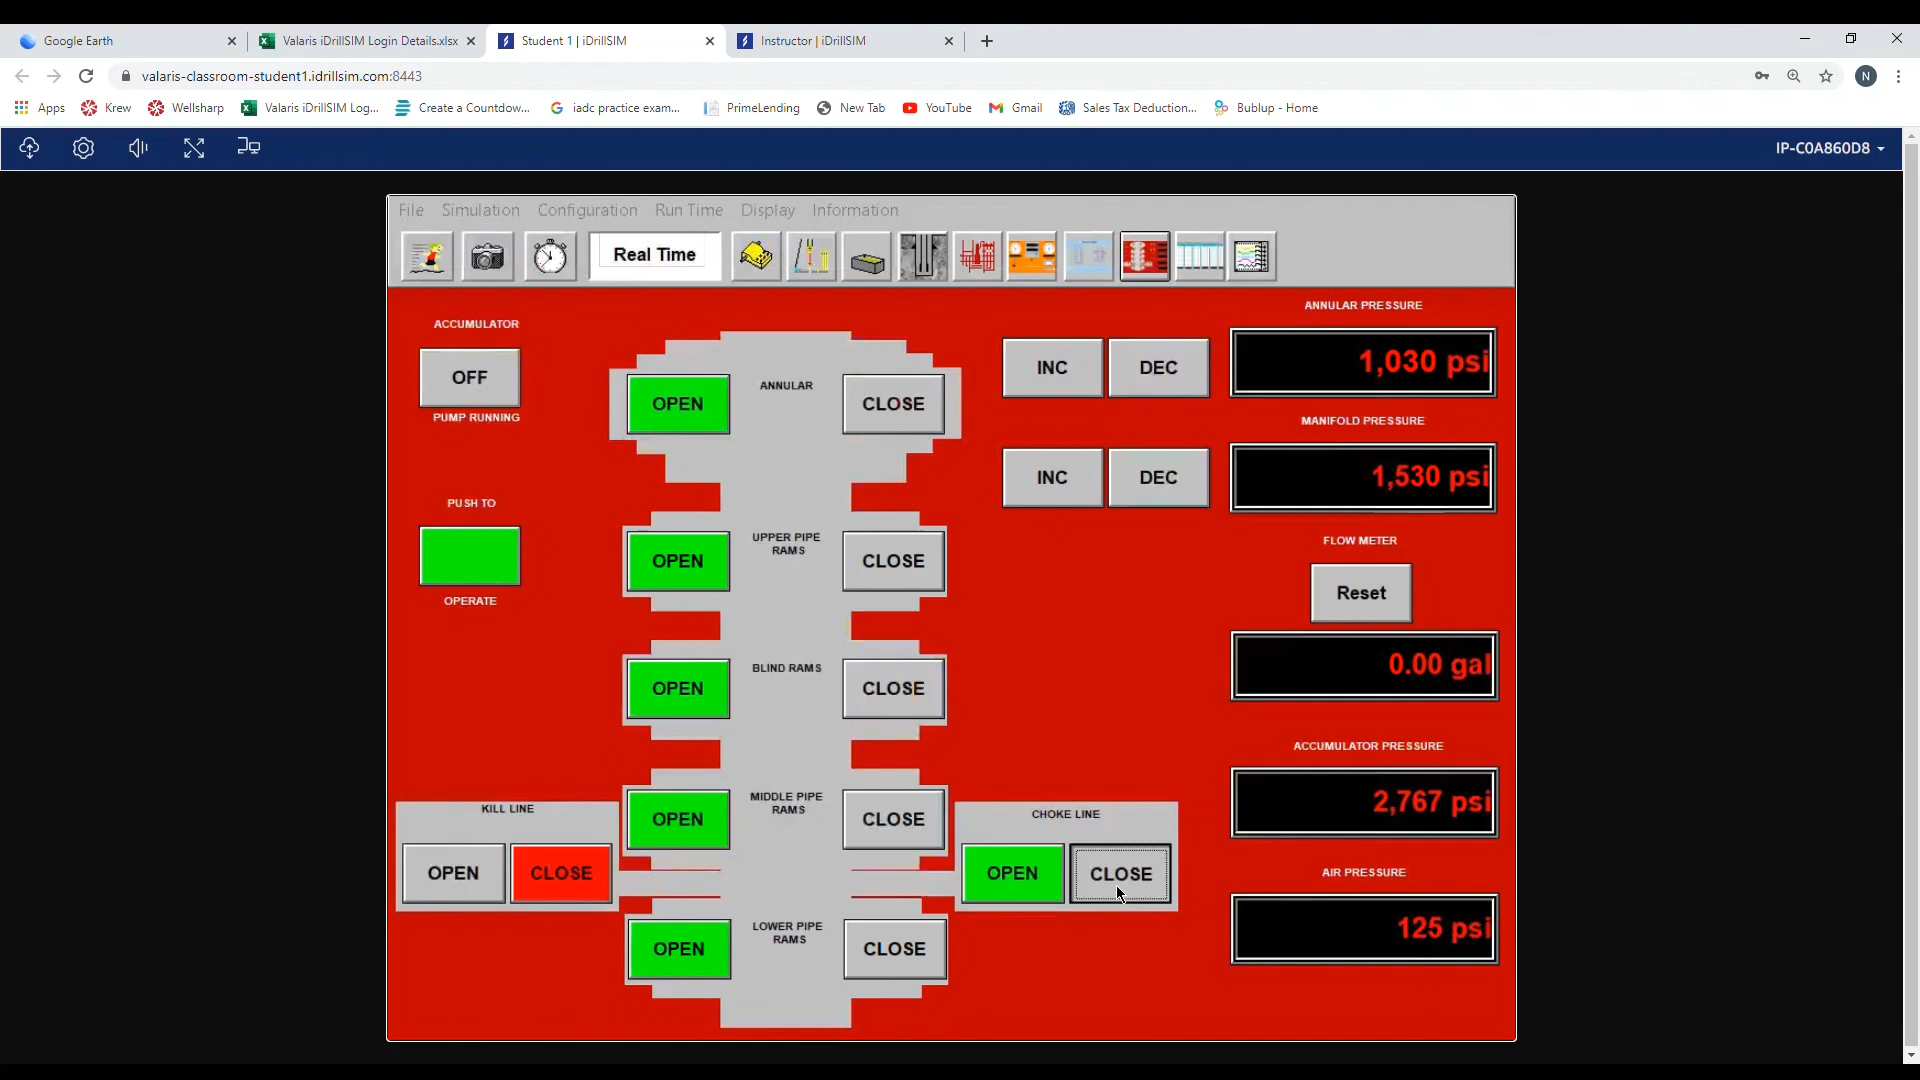 Google Earth
Valaris iDrillSIM Login Details.xlsx
Student 1 | iDrillSIM
Instructor | iDrillSIM
valaris-classroom-student1.idrillsim.com:8443
N
Apps
Krew
Wellsharp
Valaris iDrillSIM Log...
Create a Countdow...
iadc practice exam...
PrimeLending
New Tab
YouTube
Gmail
Sales Tax Deduction...
Bublup - Home
IP-C0A860D8
File Simulation Configuration Run Time Display Information
Real Time
ACCUMULATOR
OFF
PUMP RUNNING
PUSH TO
OPERATE
OPEN
ANNULAR
CLOSE
OPEN
UPPER PIPE
RAMS
CLOSE
OPEN
BLIND RAMS
CLOSE
OPEN
MIDDLE PIPE
RAMS
CLOSE
KILL LINE
OPEN
CLOSE
CHOKE LINE
OPEN
CLOSE
OPEN
LOWER PIPE
RAMS
CLOSE
INC
DEC
INC
DEC
ANNULAR PRESSURE
1,030 psi
MANIFOLD PRESSURE
1,530 psi
FLOW METER
Reset
0.00 gal
ACCUMULATOR PRESSURE
2,767 psi
AIR PRESSURE
125 psi